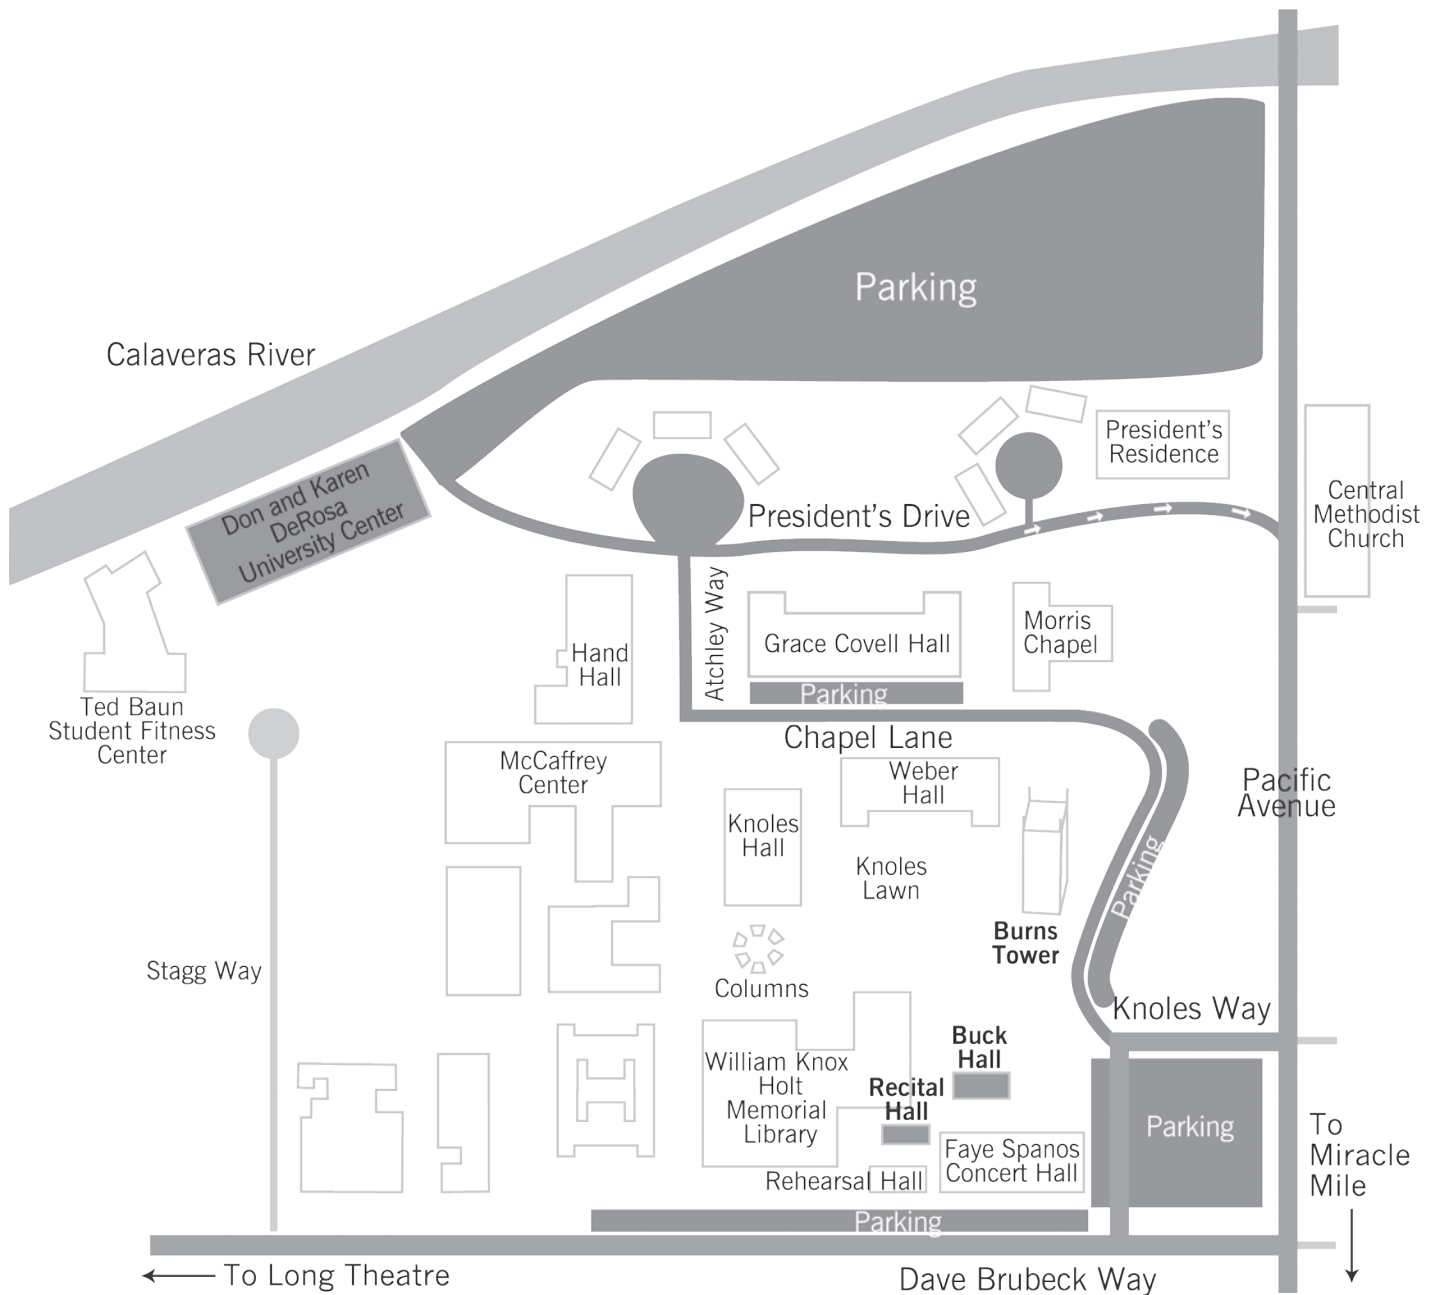 Parking
Calaveras River
Don and Karen
DeRosa
University Center
President's
Residence
Central
Methodist
Church
President's Drive
Atchley Way
Grace Covell Hall
Morris
Chapel
Hand
Hall
Parking
Ted Baun
Student Fitness
Center
Chapel Lane
McCaffrey
Center
Weber
Hall
Pacific
Avenue
Knoles
Hall
Knoles
Lawn
Parking
Burns
Tower
Stagg Way
Columns
Knoles Way
Buck
Hall
William Knox
Holt
Memorial
Library
Recital
Hall
Parking
To
Miracle
Mile
Faye Spanos
Concert Hall
Rehearsal Hall
Parking
To Long Theatre
Dave Brubeck Way